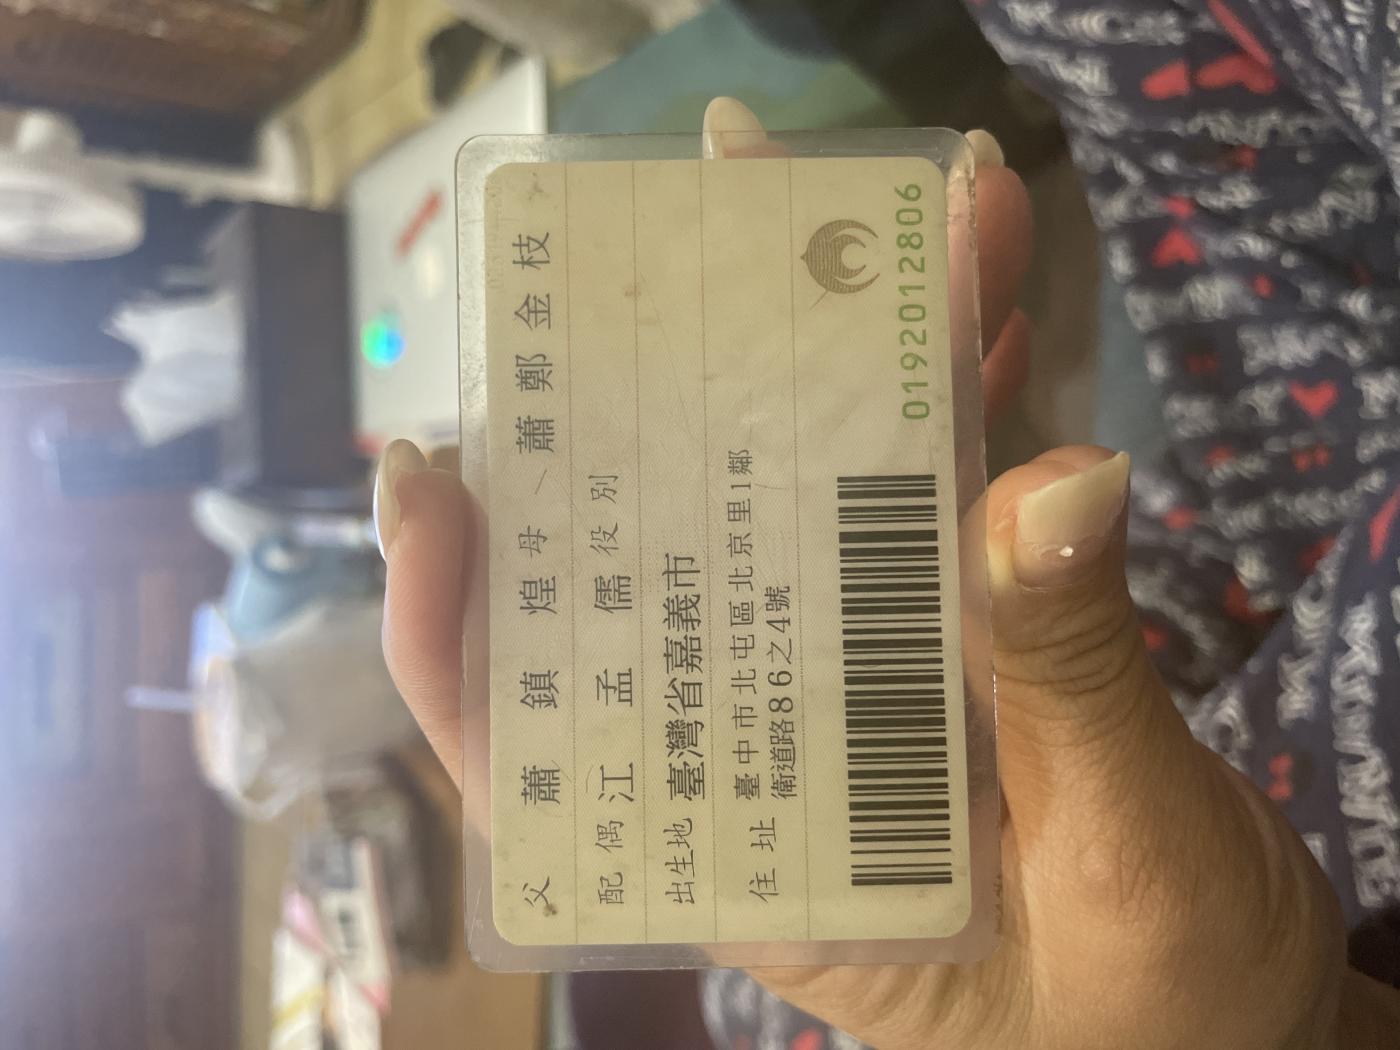 父 蕭 鎮 煌 母 蕭 鄭 金 枝
配偶 江 孟 儒 役別
出生地 臺灣省嘉義市
住址 臺中市北屯區北京里1鄰
衛道路86之4號
0192012806